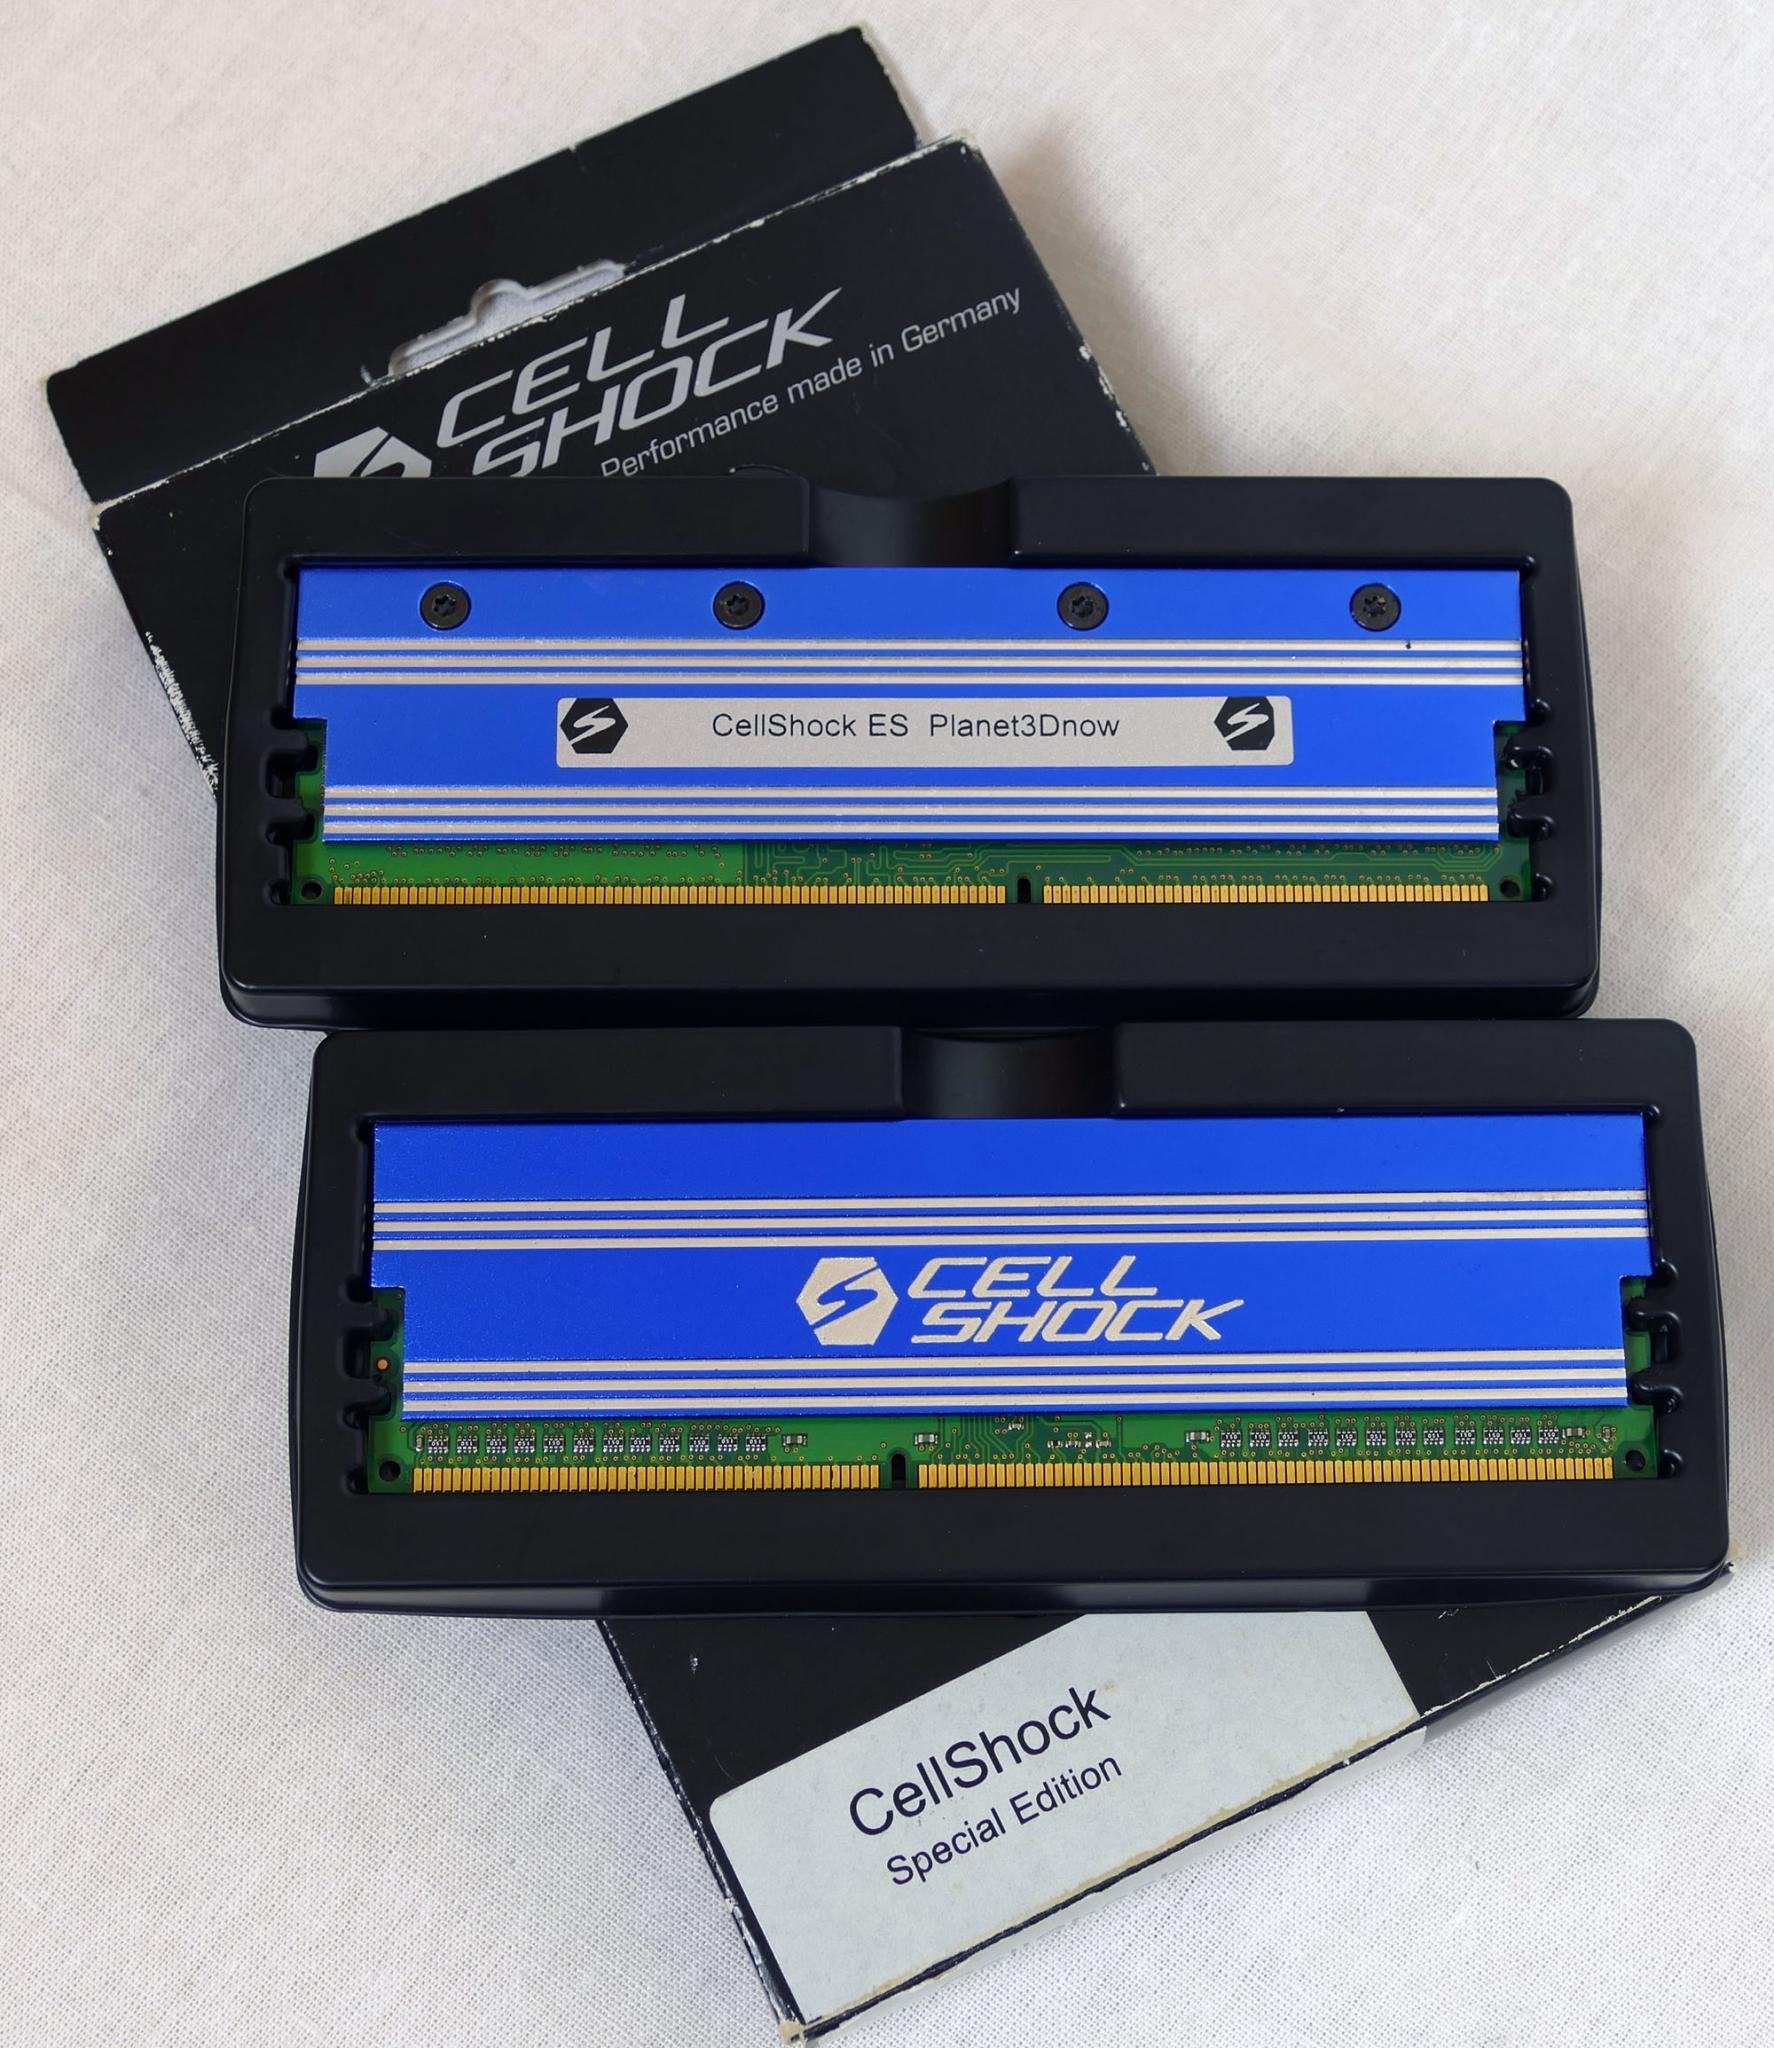 CELL
SHOCK
Performance made in Germany
CellShock ES Planet3Dnow
CELL
SHOCK
CellShock
Special Edition